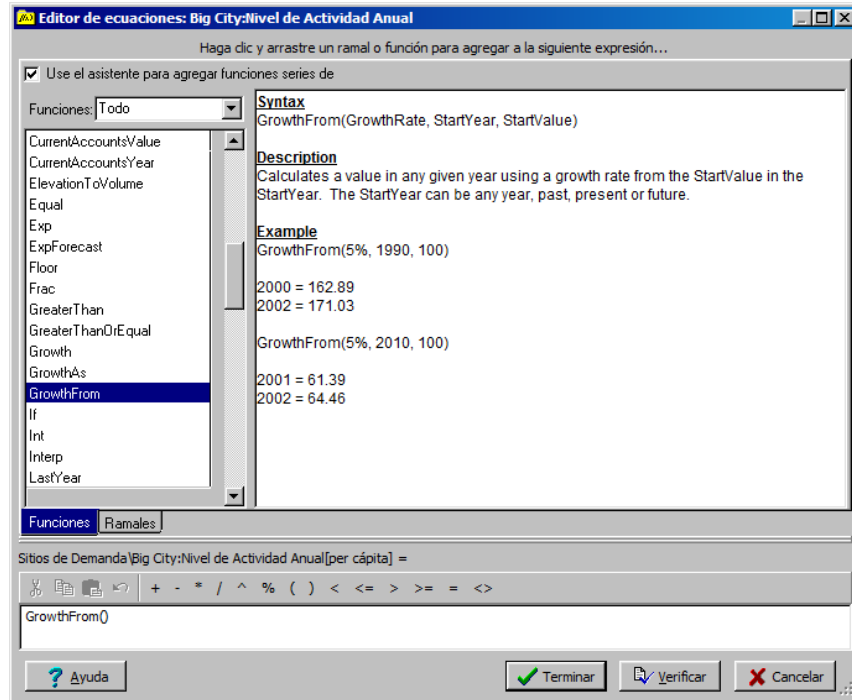 Editor de ecuaciones: Big City:Nivel de Actividad Anual
Haga clic y arrastre un ramal o función para agregar a la siguiente expresión...
Use el asistente para agregar funciones series de
Funciones: Todo
CurrentAccountsValue
CurrentAccountsYear
ElevationToVolume
Equal
Exp
ExpForecast
Floor
Frac
GreaterThan
GreaterThanOrEqual
Growth
GrowthAs
GrowthFrom
If
Int
Interp
LastYear
Syntax
GrowthFrom(GrowthRate, StartYear, StartValue)
Description
Calculates a value in any given year using a growth rate from the StartValue in the
StartYear.  The StartYear can be any year, past, present or future.
Example
GrowthFrom(5%, 1990, 100)
2000 = 162.89
2002 = 171.03
GrowthFrom(5%, 2010, 100)
2001 = 61.39
2002 = 64.46
Funciones Ramales
Sitios de Demanda\Big City:Nivel de Actividad Anual[per cápita] =
+ - * / ^ % ( ) < <= > >= = <>
GrowthFrom()
? Ayuda Terminar Verificar Cancelar